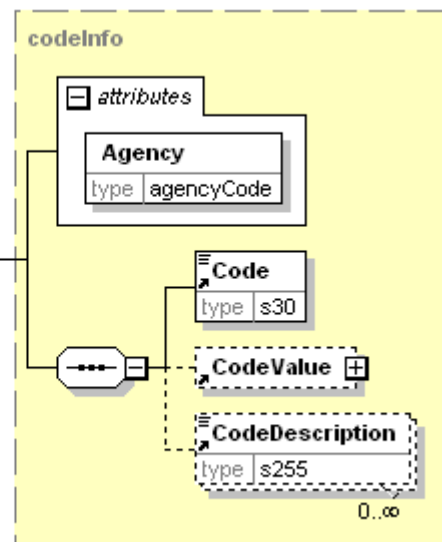 codeInfo
attributes
Agency
type agencyCode
Code
type s30
CodeValue
CodeDescription
type s255
0..∞